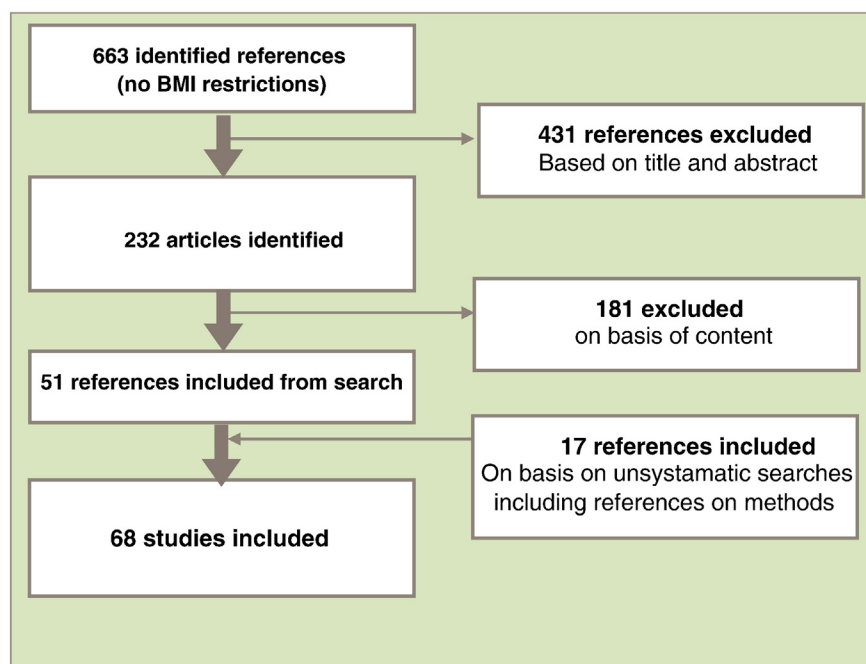 663 identified references
(no BMI restrictions)
431 references excluded
Based on title and abstract
232 articles identified
181 excluded
on basis of content
51 references included from search
17 references included
On basis on unsystamatic searches
including references on methods
68 studies included